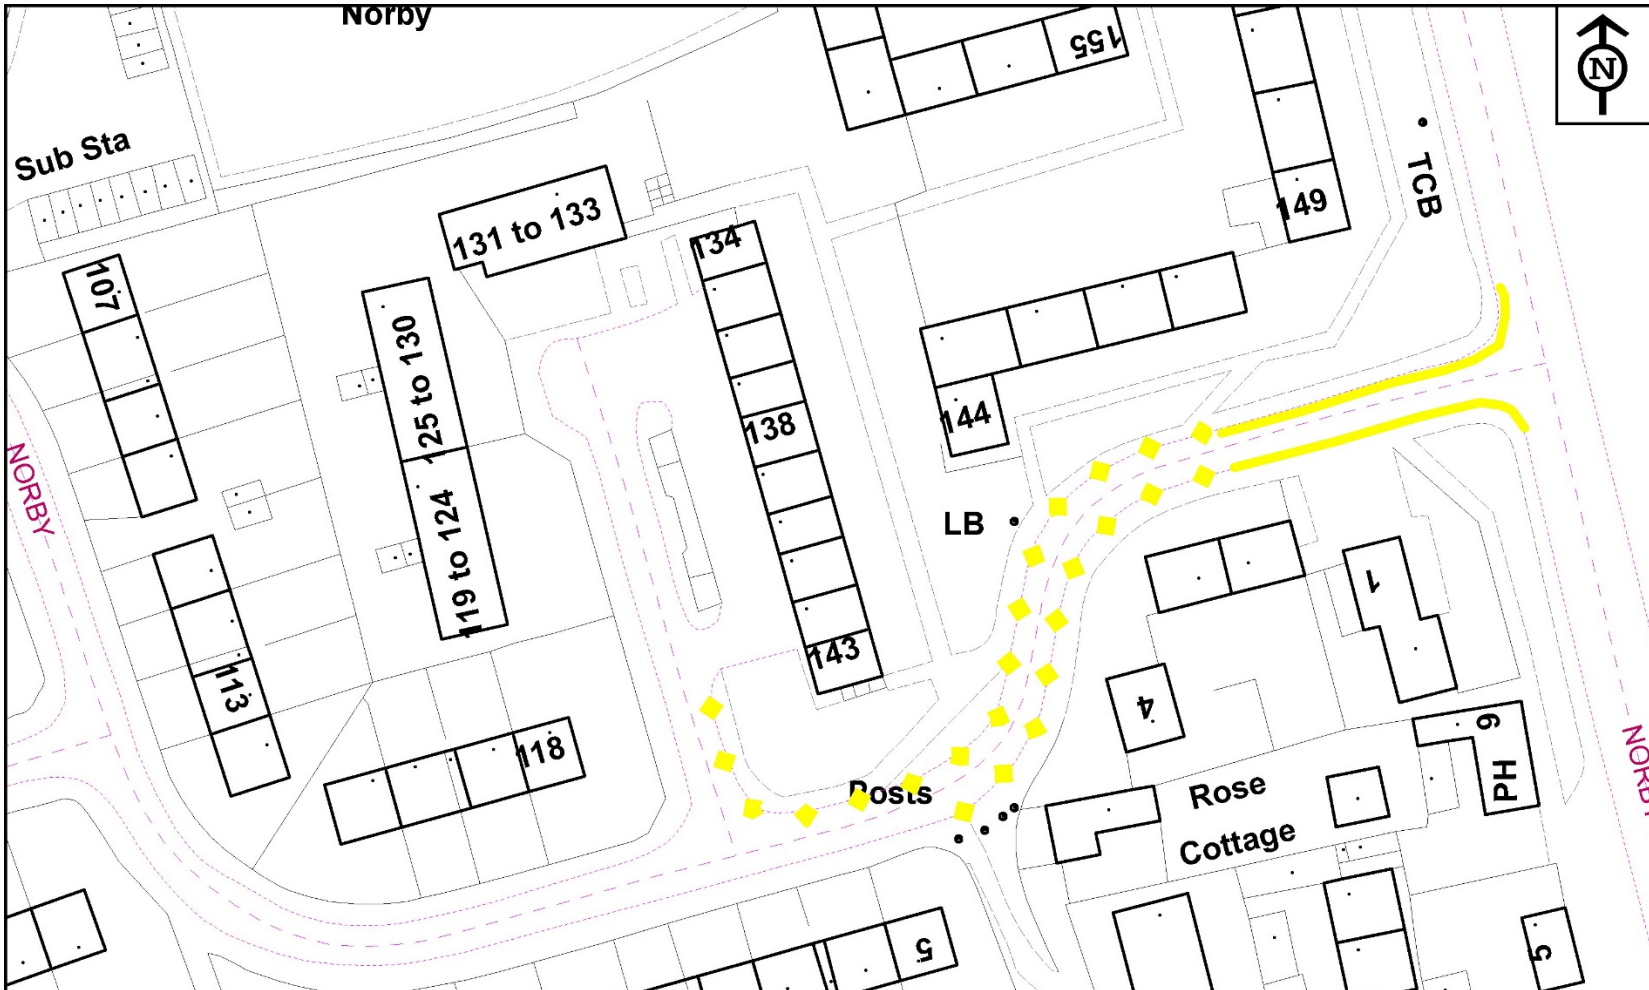 Norby
N
155
Sub Sta
TCB
149
131 to 133
134
107
125 to 130
138
144
NORBY
119 to 124
LB
1
143
113
4
118
6
PH
NORBY
Posts
Rose
Cottage
5
5